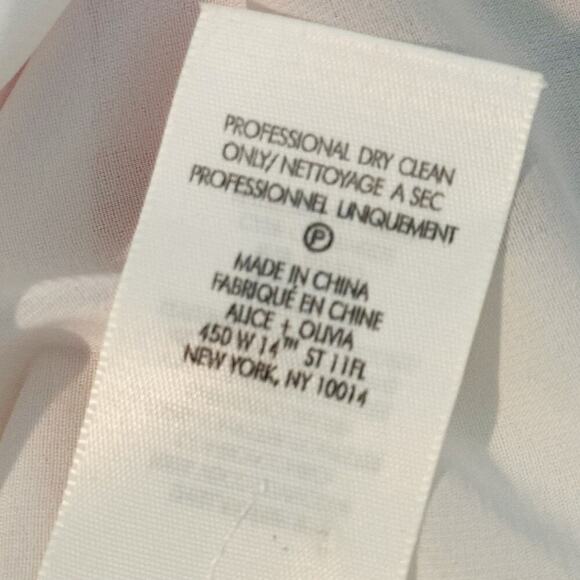 PROFESSIONAL DRY CLEAN
ONLY/ NETTOYAGE A SEC
PROFESSIONNEL UNIQUEMENT
P
MADE IN CHINA
FABRIQUÉ EN CHINE
ALICE + OLIVIA
450 W 14TH ST 11FL
NEW YORK, NY 10014